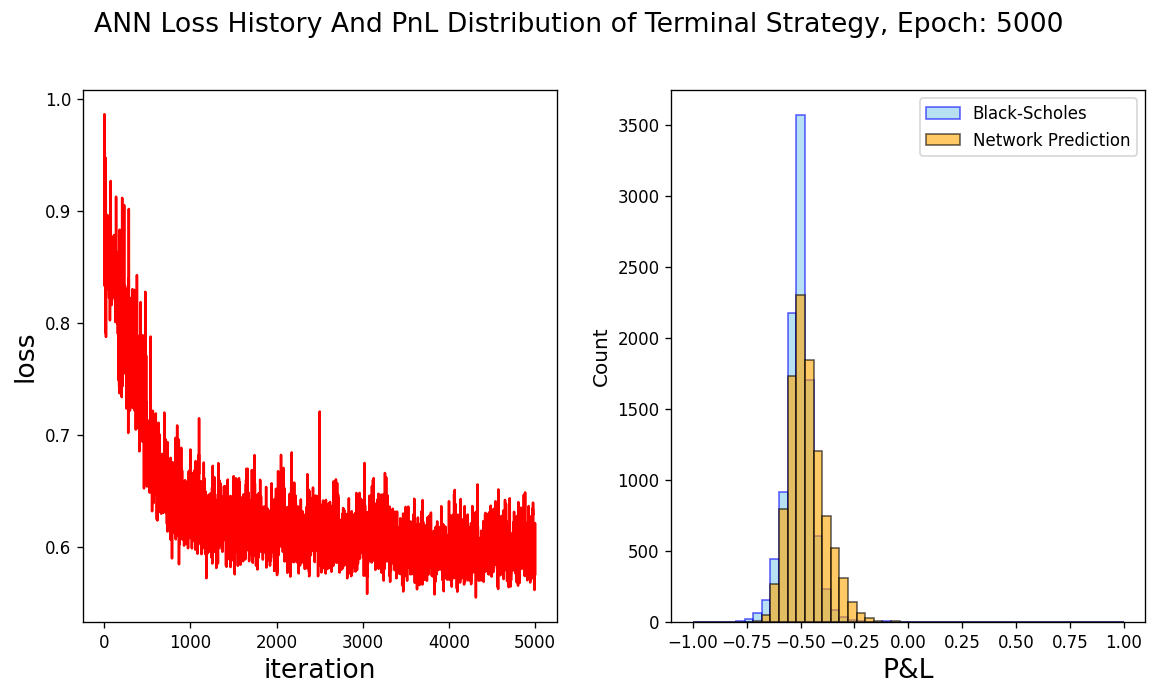 ANN Loss History And PnL Distribution of Terminal Strategy, Epoch: 5000
1.0
0.9
0.8
0.7
0.6
loss
0 1000 2000 3000 4000 5000
iteration
Black-Scholes
Network Prediction
3500
3000
2500
2000
1500
1000
500
0
Count
−1.00 −0.75 −0.50 −0.25 0.00 0.25 0.50 0.75 1.00
P&L